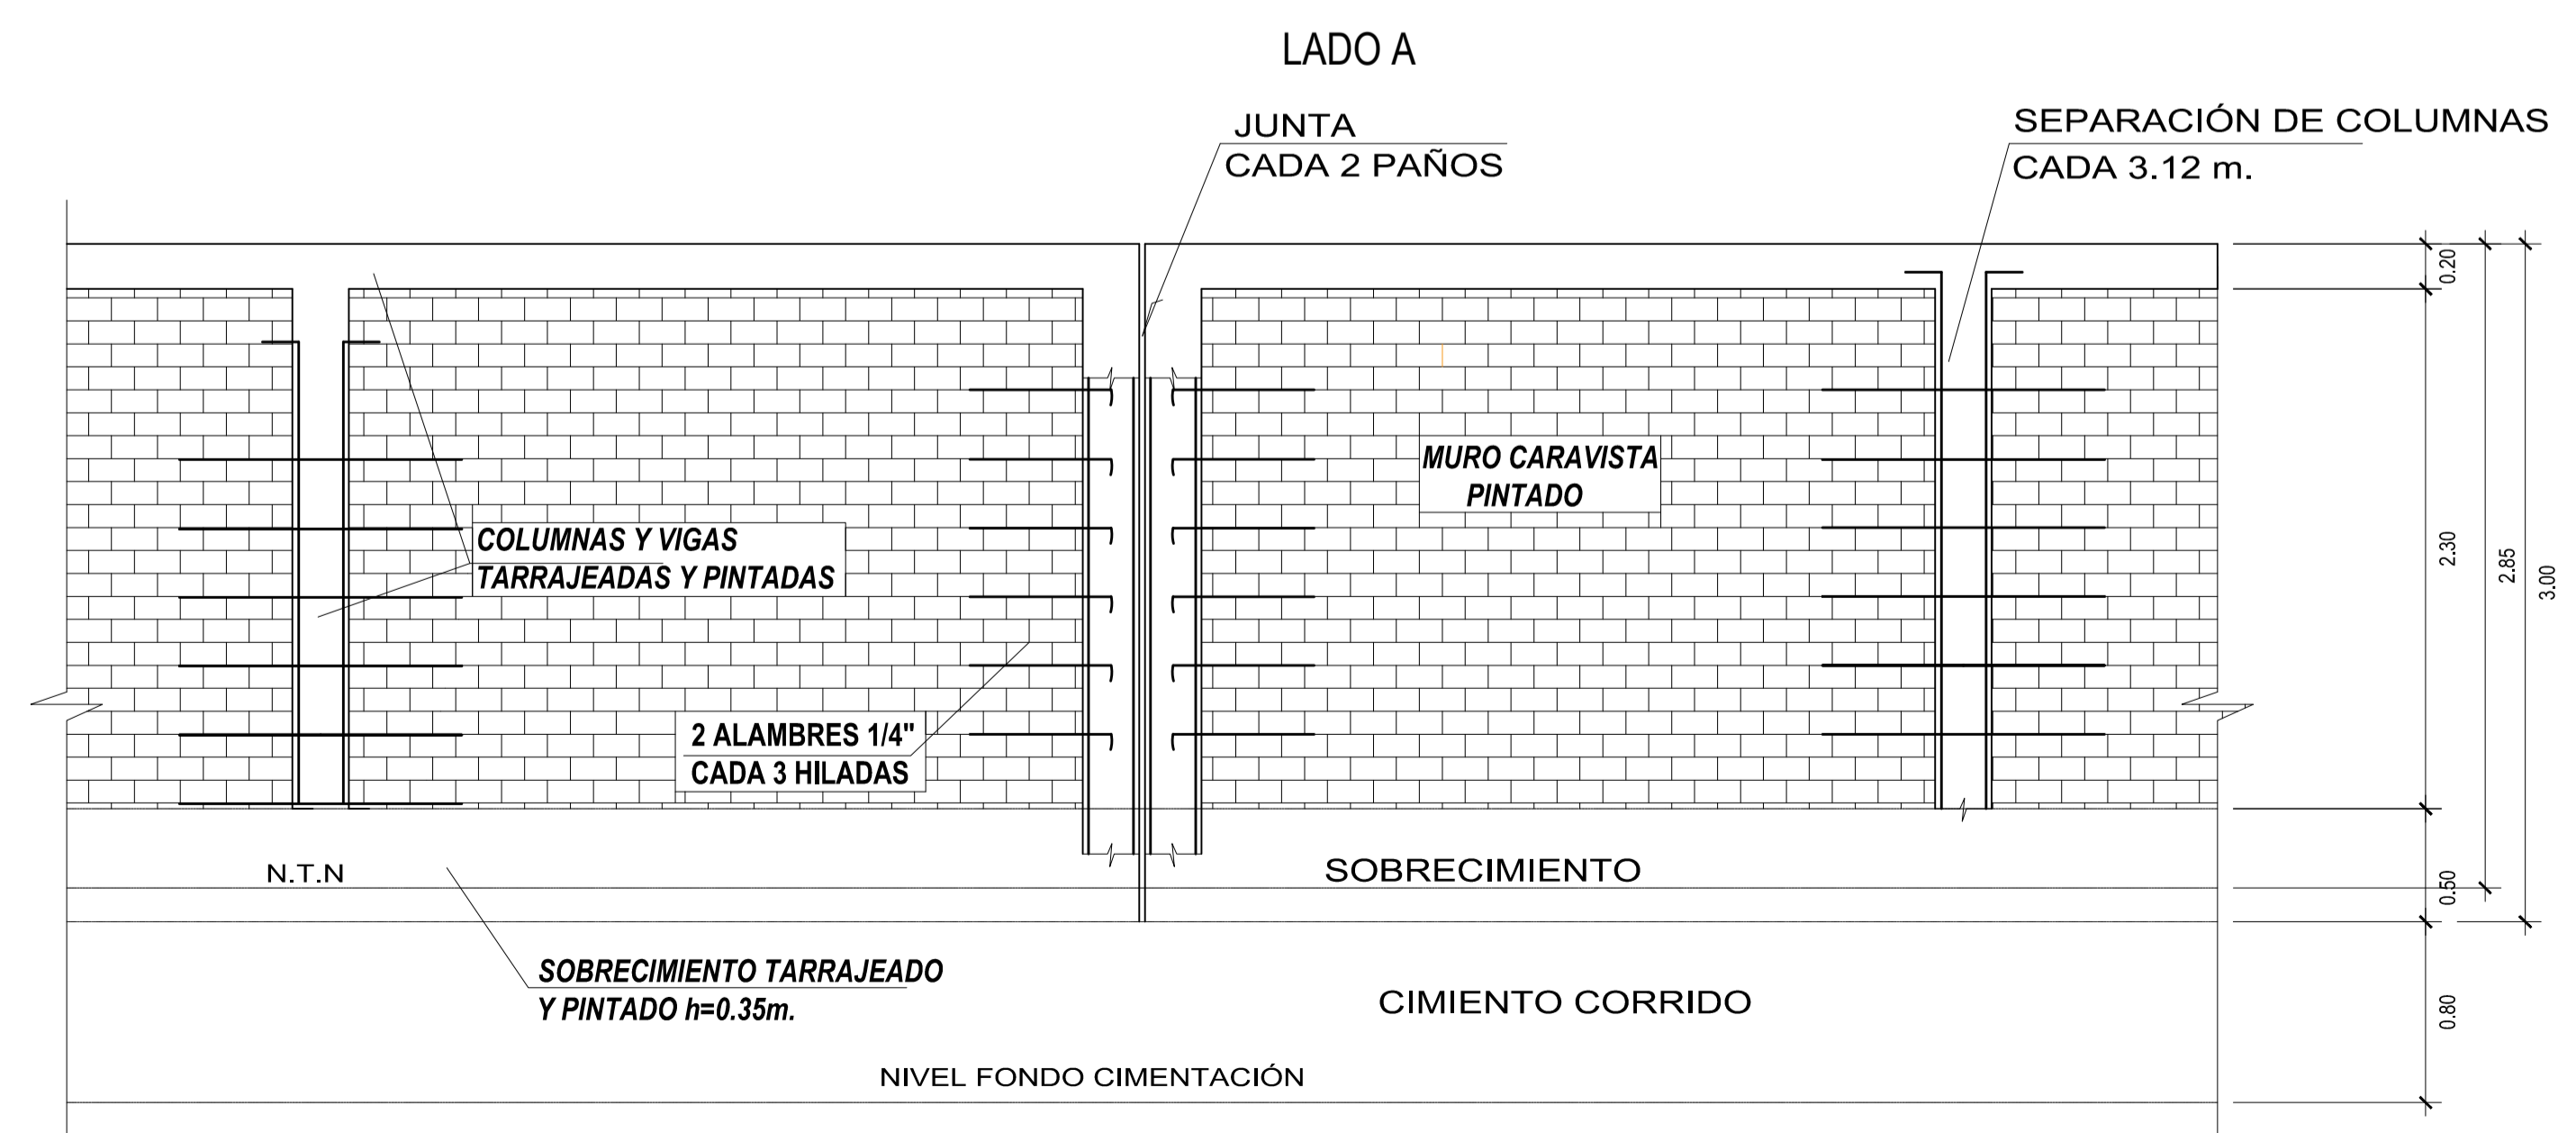 LADO A
JUNTA
CADA 2 PAÑOS
SEPARACIÓN DE COLUMNAS
CADA 3.12 m.
0.20
MURO CARAVISTA
PINTADO
COLUMNAS Y VIGAS
TARRAJEADAS Y PINTADAS
2.30
2.85
3.00
2 ALAMBRES 1/4"
CADA 3 HILADAS
N.T.N
SOBRECIMIENTO
0.50
SOBRECIMIENTO TARRAJEADO
Y PINTADO h=0.35m.
CIMIENTO CORRIDO
0.80
NIVEL FONDO CIMENTACIÓN